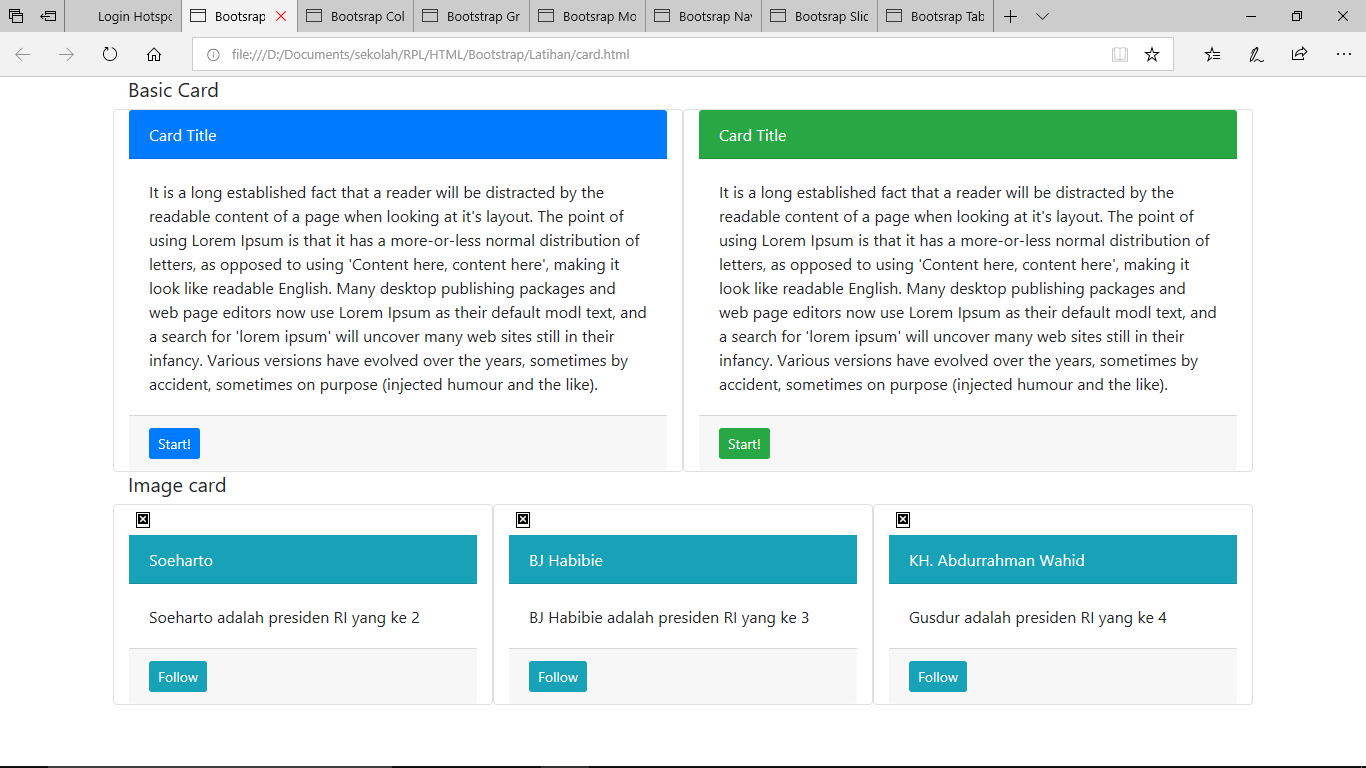 Login Hotspo
Bootsrap
Bootsrap Col
Bootstrap Gr
Bootsrap Mo
Bootsrap Nav
Bootsrap Slid
Bootsrap Tab
file:///D:/Documents/sekolah/RPL/HTML/Bootstrap/Latihan/card.html
Basic Card
Card Title
It is a long established fact that a reader will be distracted by the
readable content of a page when looking at it's layout. The point of
using Lorem Ipsum is that it has a more-or-less normal distribution of
letters, as opposed to using 'Content here, content here', making it
look like readable English. Many desktop publishing packages and
web page editors now use Lorem Ipsum as their default modl text, and
a search for 'lorem ipsum' will uncover many web sites still in their
infancy. Various versions have evolved over the years, sometimes by
accident, sometimes on purpose (injected humour and the like).
Start!
Card Title
It is a long established fact that a reader will be distracted by the
readable content of a page when looking at it's layout. The point of
using Lorem Ipsum is that it has a more-or-less normal distribution of
letters, as opposed to using 'Content here, content here', making it
look like readable English. Many desktop publishing packages and
web page editors now use Lorem Ipsum as their default modl text, and
a search for 'lorem ipsum' will uncover many web sites still in their
infancy. Various versions have evolved over the years, sometimes by
accident, sometimes on purpose (injected humour and the like).
Start!
Image card
Soeharto
Soeharto adalah presiden RI yang ke 2
Follow
BJ Habibie
BJ Habibie adalah presiden RI yang ke 3
Follow
KH. Abdurrahman Wahid
Gusdur adalah presiden RI yang ke 4
Follow